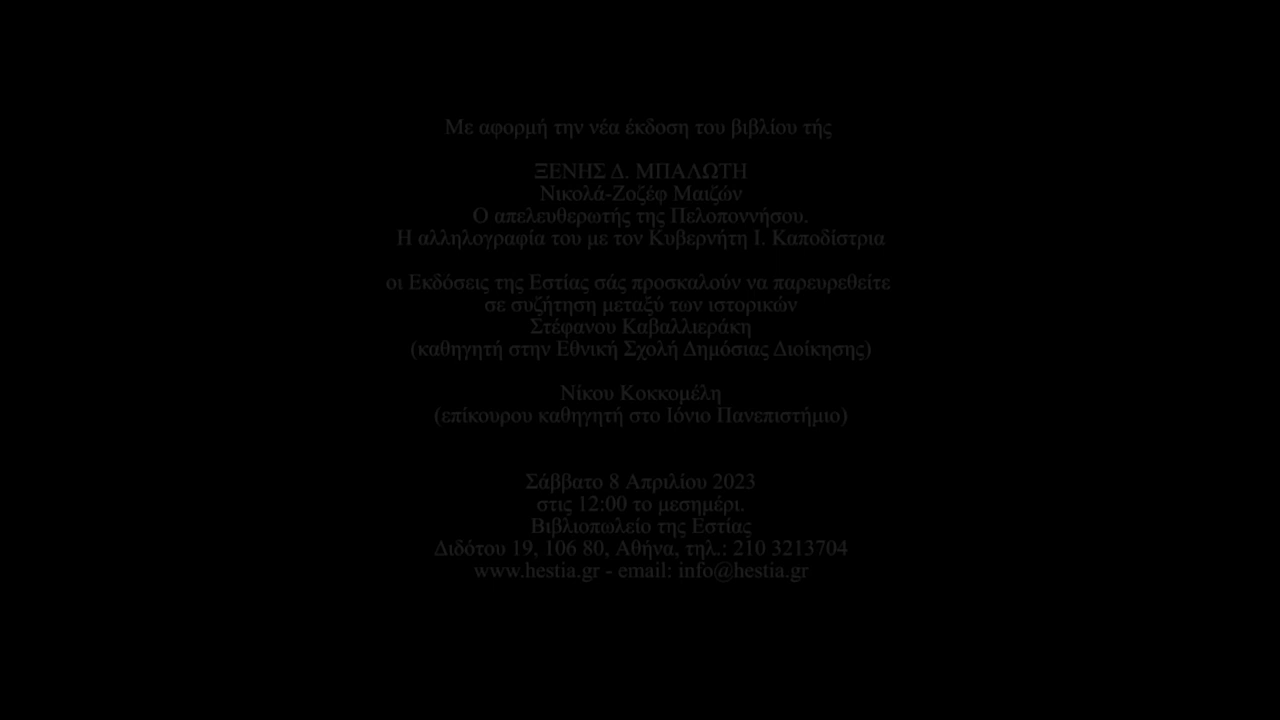 Με αφορμή την νέα έκδοση του βιβλίου τής
ΞΕΝΗΣ Δ. ΜΠΑΛΩΤΗ
Νικολά-Ζοζέφ Μαιζών
Ο απελευθερωτής της Πελοποννήσου.
Η αλληλογραφία του με τον Κυβερνήτη Ι. Καποδίστρια
οι Εκδόσεις της Εστίας σάς προσκαλούν να παρευρεθείτε
σε συζήτηση μεταξύ των ιστορικών
Στέφανου Καβαλλιεράκη
(καθηγητή στην Εθνική Σχολή Δημόσιας Διοίκησης)
Νίκου Κοκκομέλη
(επίκουρου καθηγητή στο Ιόνιο Πανεπιστήμιο)
Σάββατο 8 Απριλίου 2023
στις 12:00 το μεσημέρι.
Βιβλιοπωλείο της Εστίας
Διδότου 19, 106 80, Αθήνα, τηλ.: 210 3213704
www.hestia.gr - email: info@hestia.gr